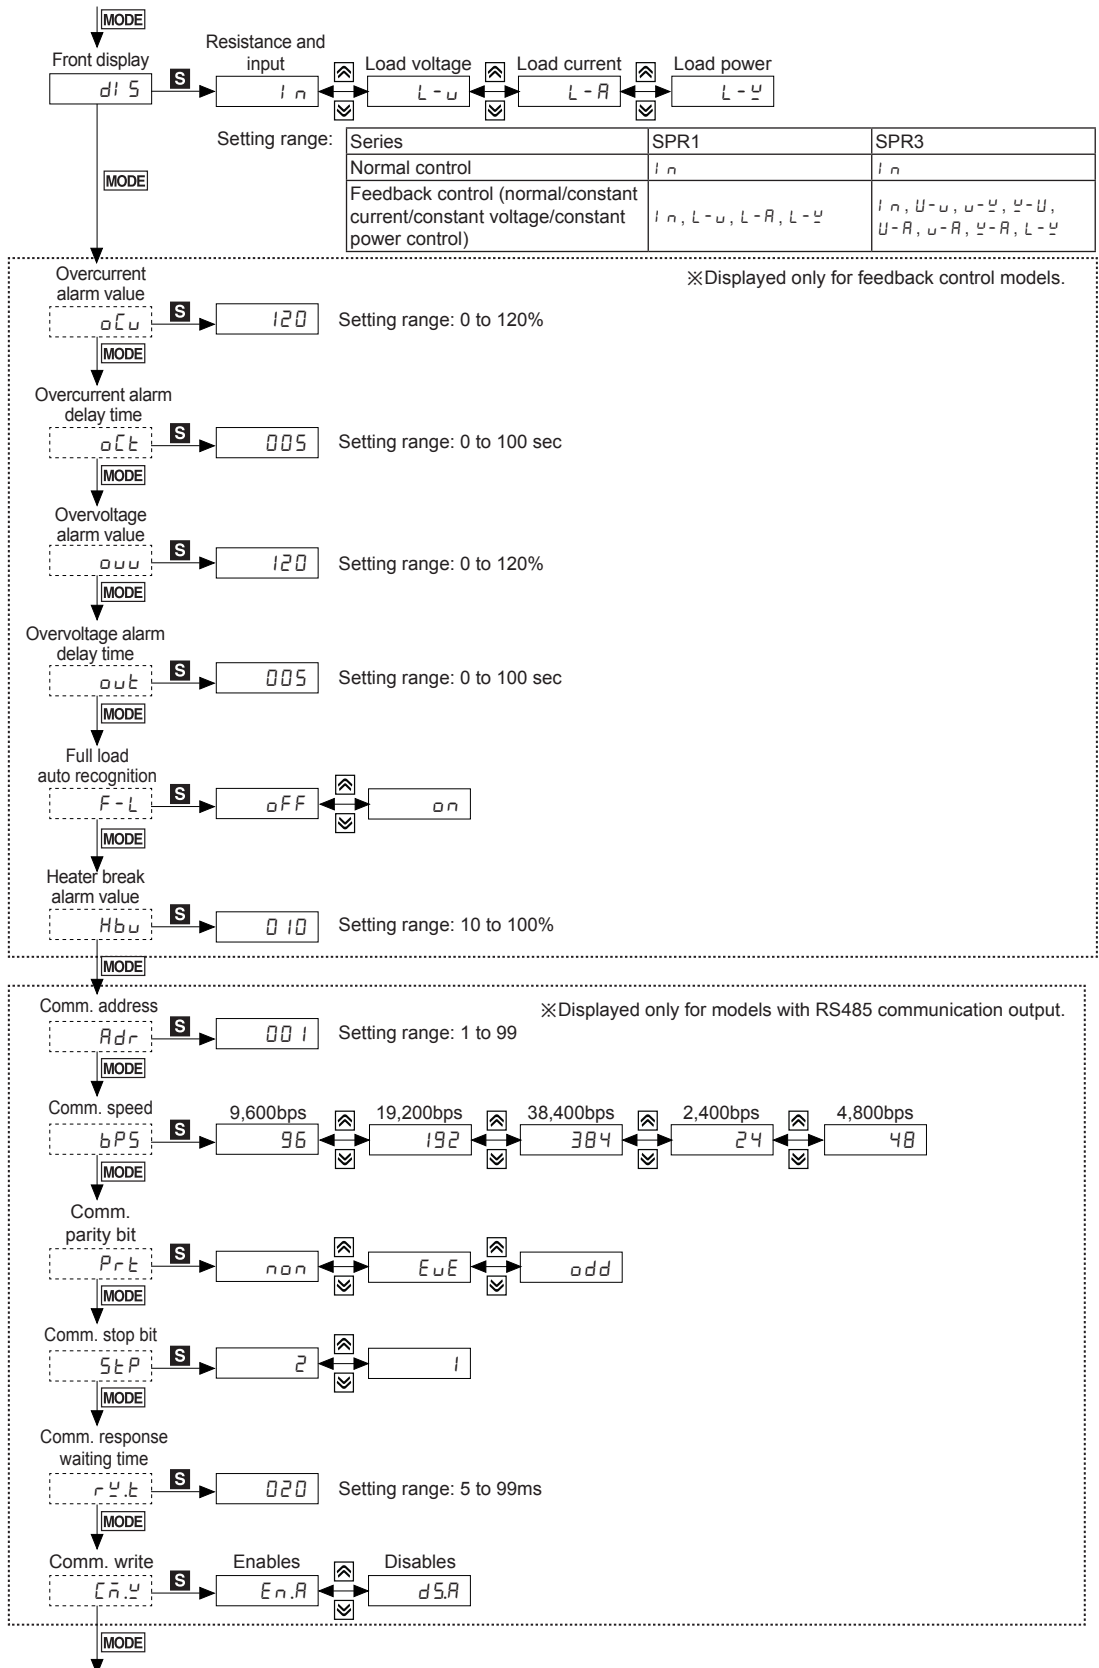 MODE
Front display
dIS
S
Resistance and
input
In
Load voltage
L-u
Load current
L-A
Load power
L-W
Setting range:
Series SPR1 SPR3
Normal control In In
Feedback control (normal/constant
current/constant voltage/constant
power control)
In, L-u, L-A, L-W
In, U-u, u-W, W-U,
U-A, u-A, W-A, L-W
MODE
※Displayed only for feedback control models.
Overcurrent
alarm value
oCu S 120 Setting range: 0 to 120%
MODE
Overcurrent alarm
delay time
oCt S 005 Setting range: 0 to 100 sec
MODE
Overvoltage
alarm value
ouu S 120 Setting range: 0 to 120%
MODE
Overvoltage alarm
delay time
out S 005 Setting range: 0 to 100 sec
MODE
Full load
auto recognition
F-L S oFF on
MODE
Heater break
alarm value
Hbu S 010 Setting range: 10 to 100%
MODE
※Displayed only for models with RS485 communication output.
Comm. address
Adr S 001 Setting range: 1 to 99
MODE
Comm. speed 9,600bps 19,200bps 38,400bps 2,400bps 4,800bps
bPS S 96 192 384 24 48
MODE
Comm.
parity bit
Prt S non EuE odd
MODE
Comm. stop bit
StP S 2 1
MODE
Comm. response
waiting time
rW.t S 020 Setting range: 5 to 99ms
MODE
Comm. write Enables Disables
Cm.W S En.A dS.A
MODE